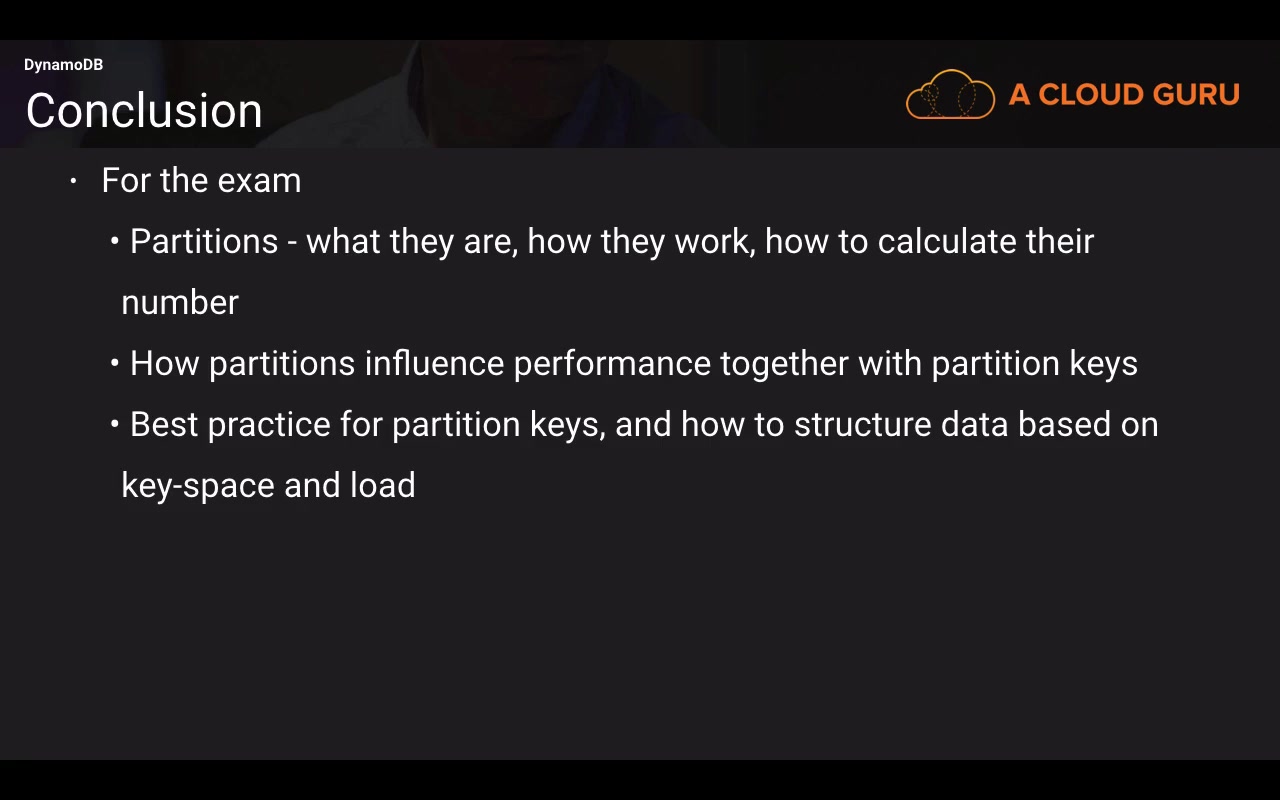 DynamoDB
Conclusion
A CLOUD GURU
· For the exam
• Partitions - what they are, how they work, how to calculate their
number
• How partitions influence performance together with partition keys
• Best practice for partition keys, and how to structure data based on
key-space and load